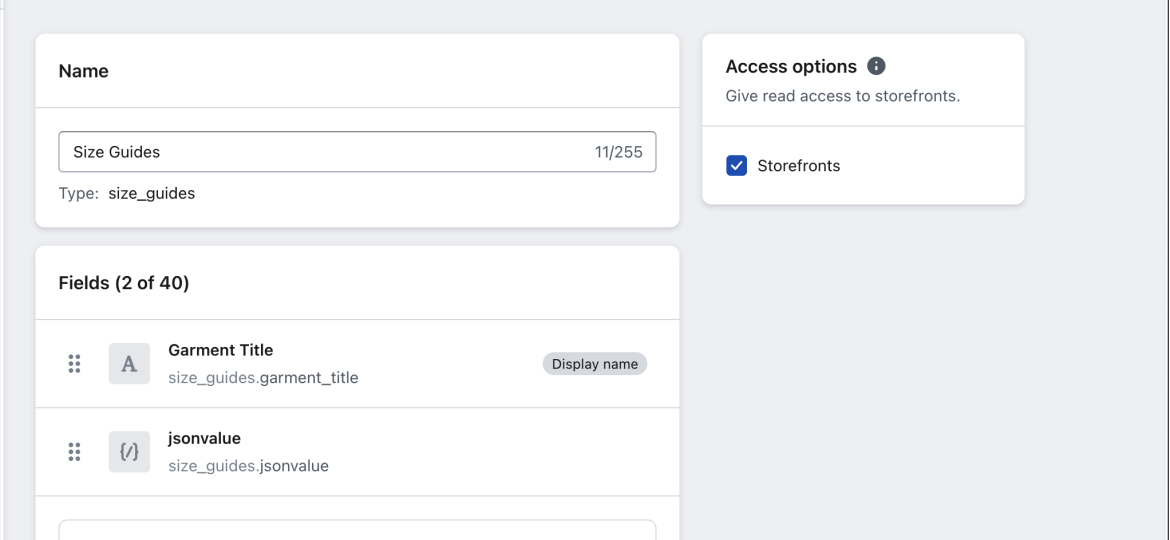 Name
Size Guides 11/255
Type: size_guides
Access options
Give read access to storefronts.
Storefronts
Fields (2 of 40)
A Garment Title
size_guides.garment_title
Display name
{/} jsonvalue
size_guides.jsonvalue